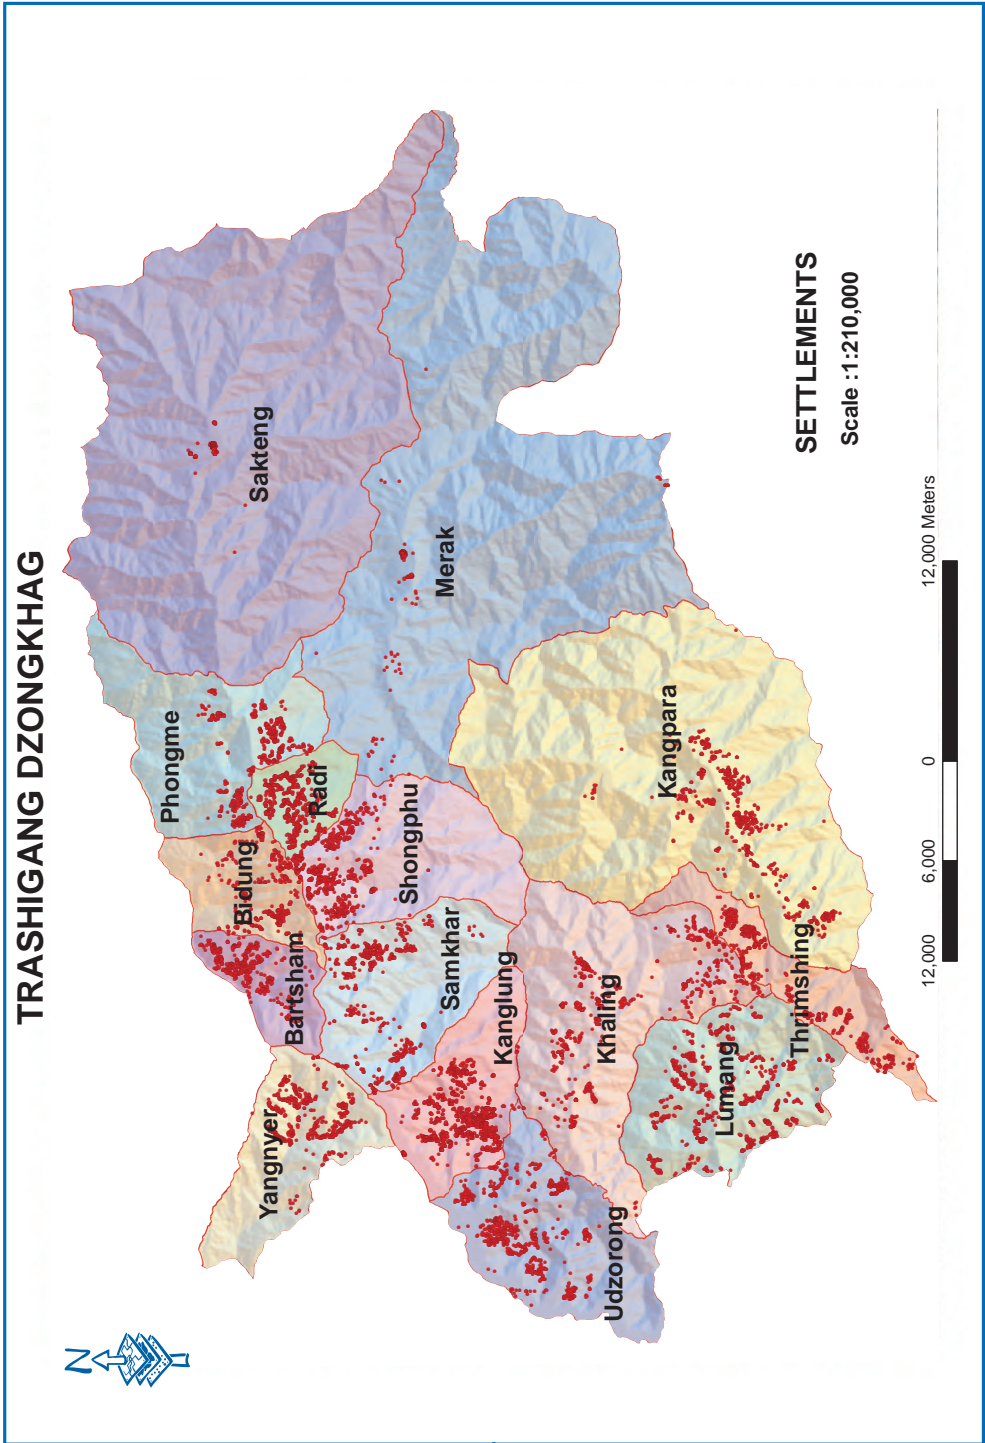 TRASHIGANG DZONGKHAG
N
Yangnyer
Bartsham
Bidung
Phongme
Radi
Sakteng
Merak
Shongphu
Samkhar
Kanglung
Khaling
Udzorong
Lumang
Thrimshing
Kangpara
SETTLEMENTS
Scale :1:210,000
12,000 6,000 0 12,000 Meters